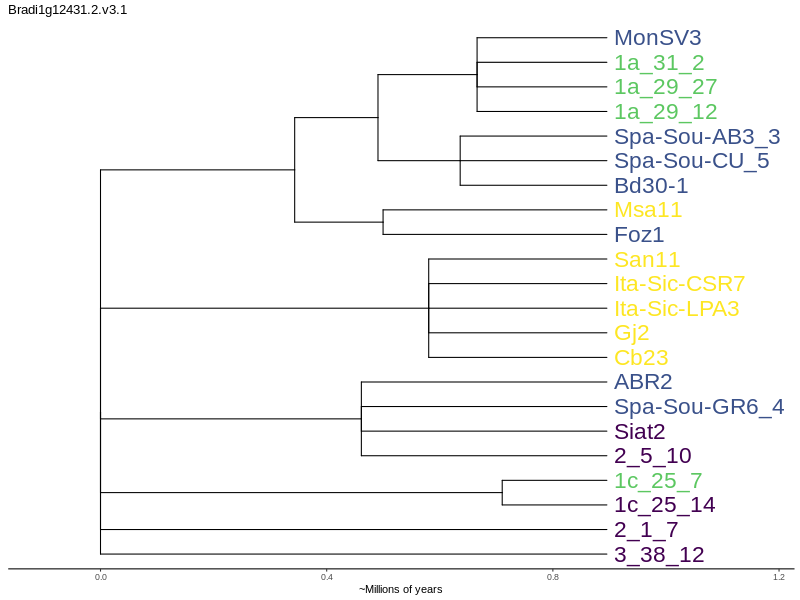 Bradi1g12431.2.v3.1
MonSV3
1a_31_2
1a_29_27
1a_29_12
Spa-Sou-AB3_3
Spa-Sou-CU_5
Bd30-1
Msa11
Foz1
San11
Ita-Sic-CSR7
Ita-Sic-LPA3
Gj2
Cb23
ABR2
Spa-Sou-GR6_4
Siat2
2_5_10
1c_25_7
1c_25_14
2_1_7
3_38_12
0.0 0.4 0.8 1.2
~Millions of years